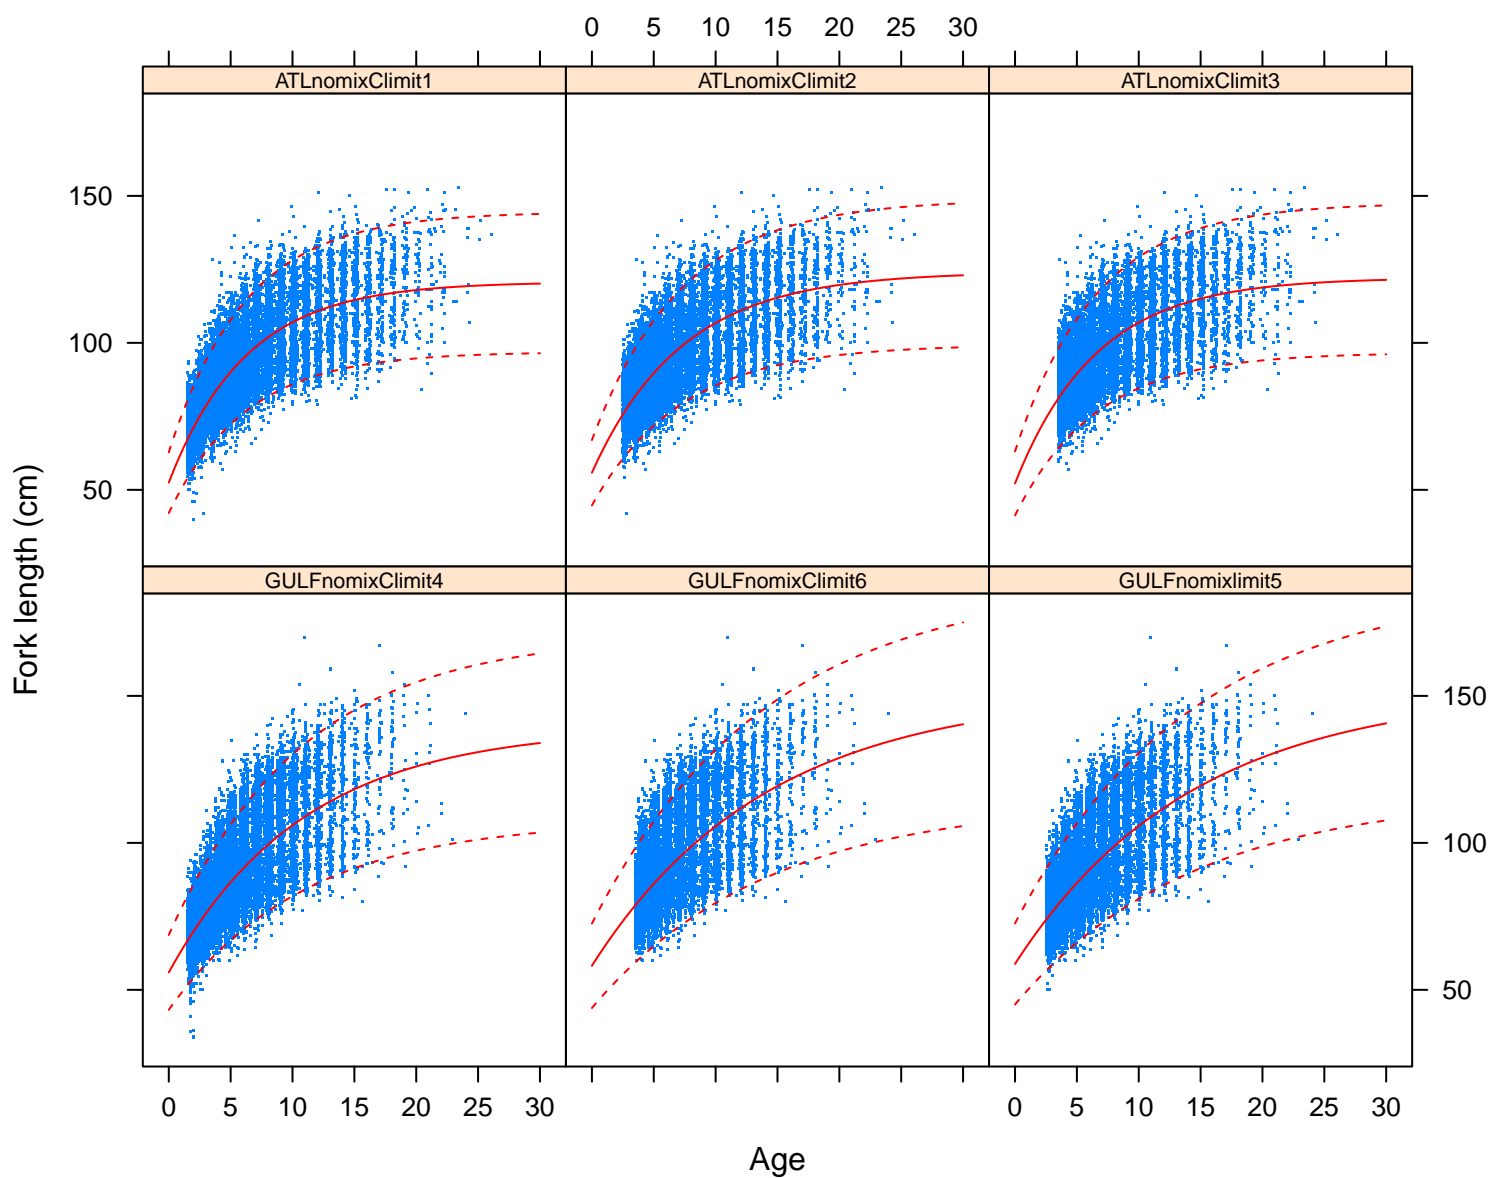 0 5 10 15 20 25 30
ATLnomixClimit1 ATLnomixClimit2 ATLnomixClimit3
150
100
50
Fork length (cm)
GULFnomixClimit4 GULFnomixClimit6 GULFnomixlimit5
150
100
50
0 5 10 15 20 25 30 0 5 10 15 20 25 30
Age